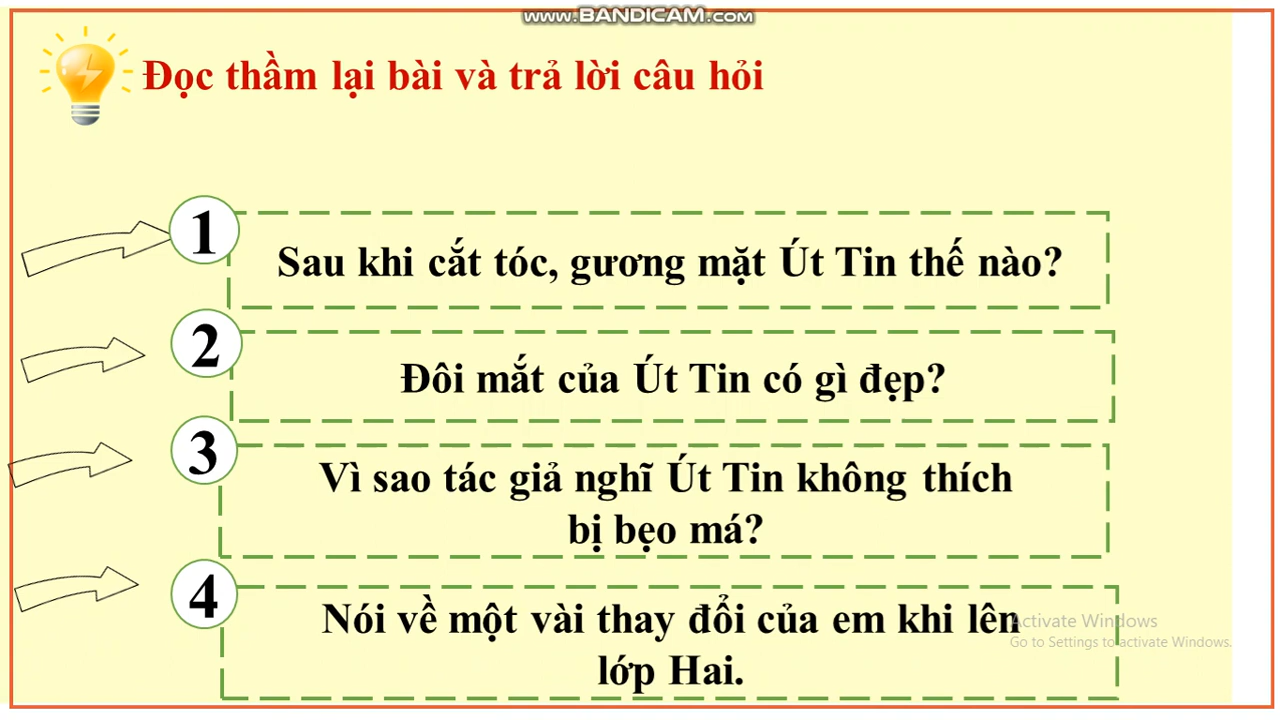 www.BANDICAM.com
Đọc thầm lại bài và trả lời câu hỏi
1
Sau khi cắt tóc, gương mặt Út Tin thế nào?
2
Đôi mắt của Út Tin có gì đẹp?
3
Vì sao tác giả nghĩ Út Tin không thích
bị bẹo má?
4
Nói về một vài thay đổi của em khi lên
lớp Hai.
Activate Windows
Go to Settings to activate Windows.